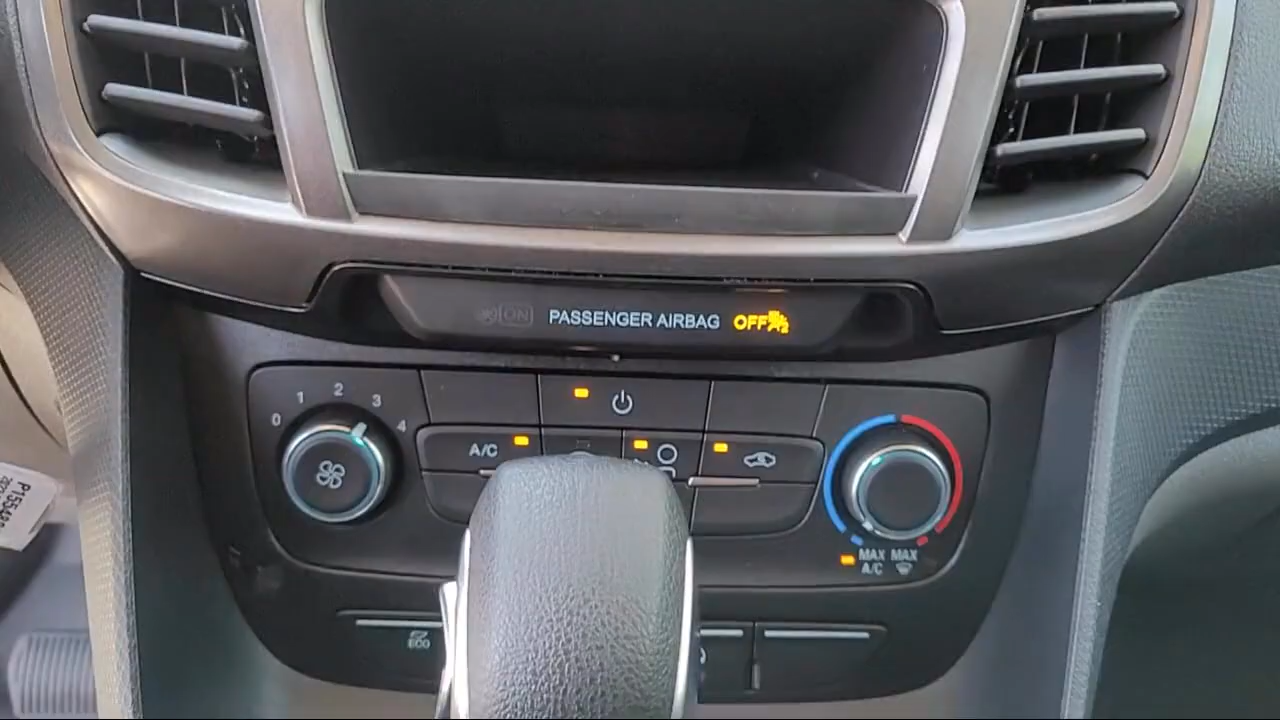 ON PASSENGER AIRBAG OFF
0 1 2 3 4
A/C
MAX A/C
MAX
ECO